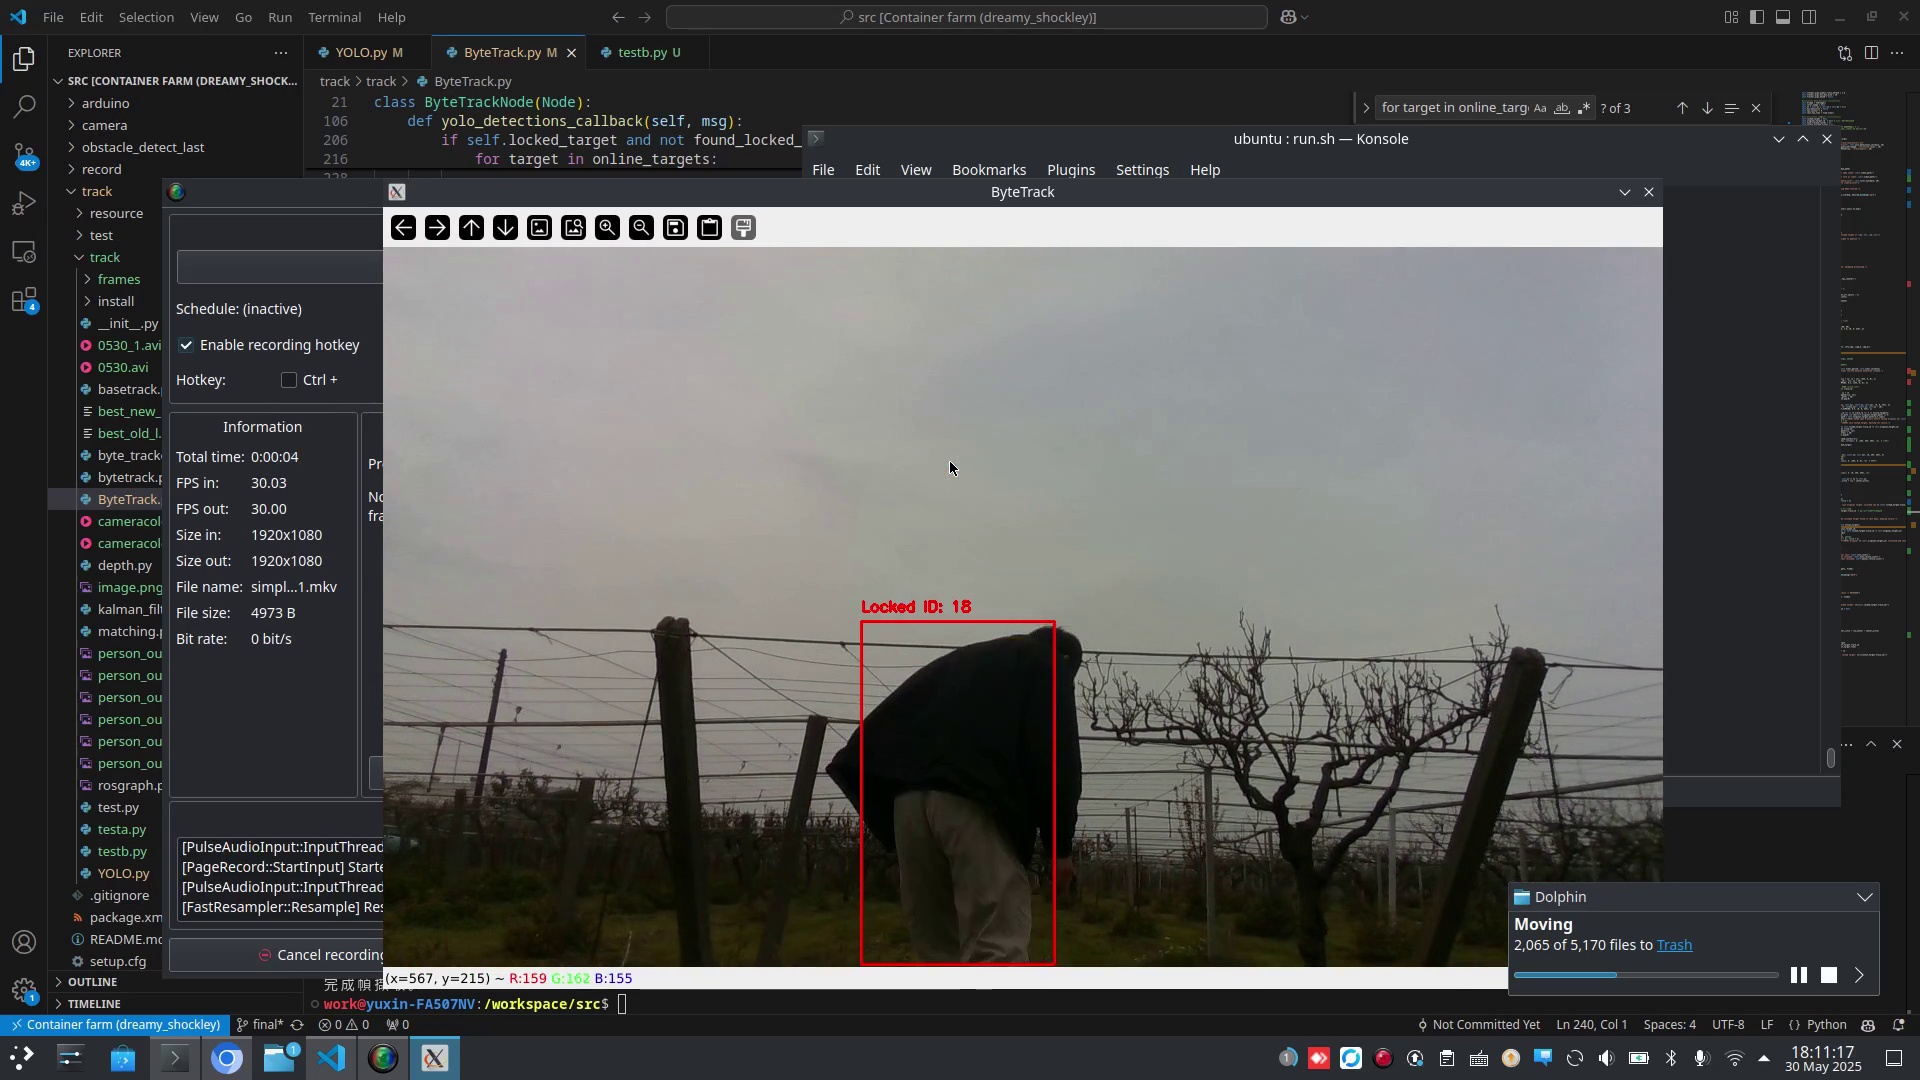 File Edit Selection View Go Run Terminal Help
src [Container farm (dreamy_shockley)]
EXPLORER
SRC [CONTAINER FARM (DREAMY_SHOCK...
arduino
camera
obstacle_detect_last
record
track
resource
test
track
frames
install
__init__.py
0530_1.avi
0530.avi
basetrack.
best_new_
best_old_l.
byte_track
bytetrack.p
ByteTrack.
cameracol
cameracol
depth.py
image.png
kalman_filt
matching.p
person_ou
person_ou
person_ou
person_ou
person_ou
person_ou
rosgraph.p
test.py
testa.py
testb.py
YOLO.py
.gitignore
package.xm
README.md
setup.cfg
OUTLINE
TIMELINE
4K+
4
1
YOLO.py M
ByteTrack.py M
testb.py U
track > track > ByteTrack.py
21 class ByteTrackNode(Node):
106 def yolo_detections_callback(self, msg):
206 if self.locked_target and not found_locked_
216 for target in online_targets:
for target in online_targ
Aa ab
? of 3
ubuntu : run.sh — Konsole
File Edit View Bookmarks Plugins Settings Help
ByteTrack
Schedule: (inactive)
Enable recording hotkey
Hotkey: Ctrl +
Information
Total time: 0:00:04
FPS in: 30.03
FPS out: 30.00
Size in: 1920x1080
Size out: 1920x1080
File name: simpl...1.mkv
File size: 4973 B
Bit rate: 0 bit/s
[PulseAudioInput::InputThread
[PageRecord::StartInput] Starte
[PulseAudioInput::InputThread
[FastResampler::Resample] Res
Cancel recording
Locked ID: 18
(x=567, y=215) ~ R:159 G:162 B:155
work@yuxin-FA507NV:/workspace/src$
Dolphin
Moving
2,065 of 5,170 files to Trash
Container farm (dreamy_shockley)
final*
0 0
0
Not Committed Yet
Ln 240, Col 1
Spaces: 4
UTF-8
LF
Python
1
1
18:11:17
30 May 2025